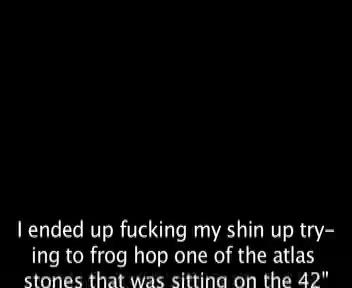 I ended up fucking my shin up try-
ing to frog hop one of the atlas
stones that was sitting on the 42"